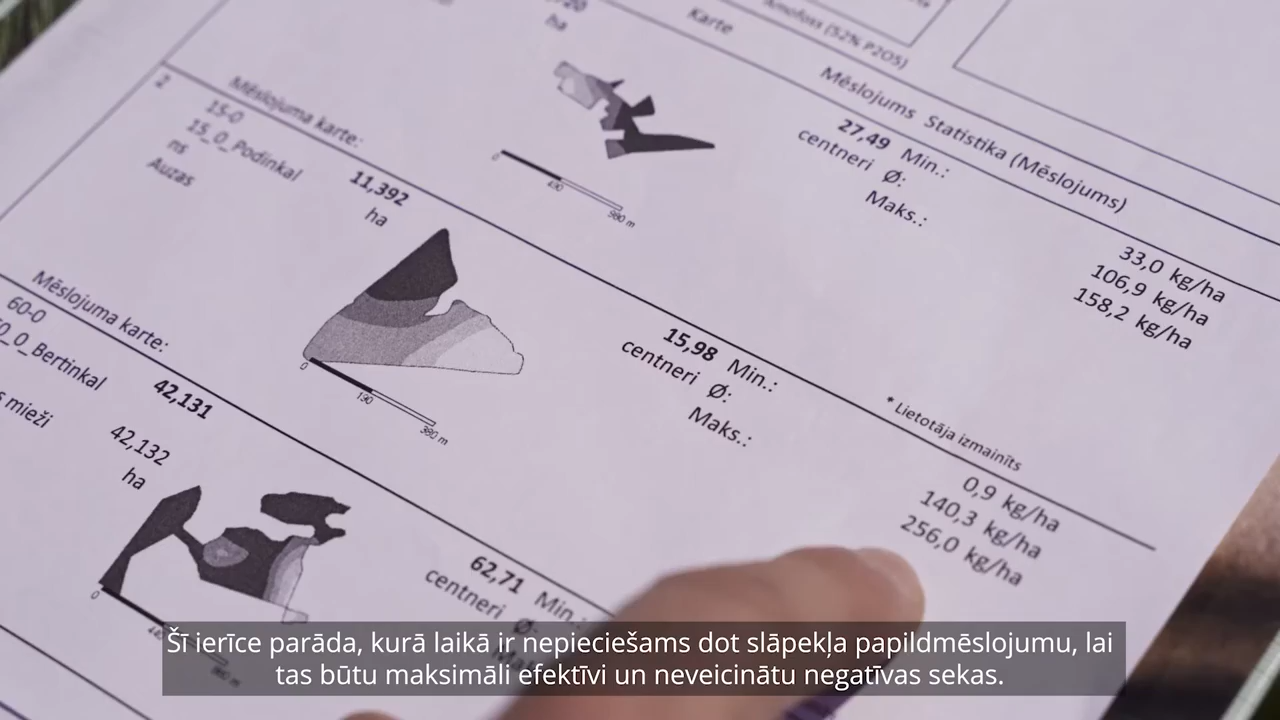 Amofoss (52% P2O5)
ha
Karte
Mēslojums Statistika (Mēslojums)
27,49 Min.:
centneri Ø:
Maks.:
33,0 kg/ha
106,9 kg/ha
158,2 kg/ha
0
980 m
2
Mēslojuma karte:
15-0
15_0_Podinkal
ns
Auzas
11,392
ha
15,98 Min.:
centneri Ø:
Maks.:
* Lietotāja izmainīts
0,9 kg/ha
140,3 kg/ha
256,0 kg/ha
0
190
380 m
Mēslojuma karte:
60-0
_0_Bertinkal
mieži
42,131
42,132
ha
62,71 Min.:
centneri Ø:
0
Šī ierīce parāda, kurā laikā ir nepieciešams dot slāpekļa papildmēslojumu, lai
tas būtu maksimāli efektīvi un neveicinātu negatīvas sekas.